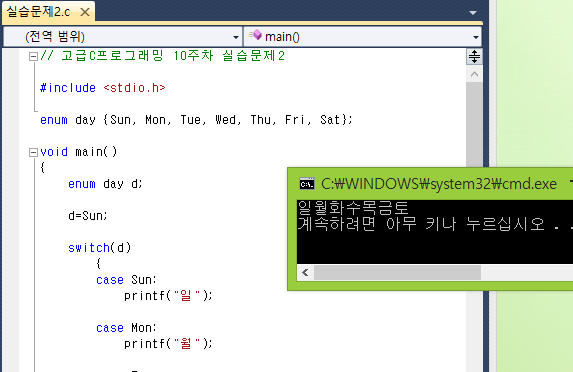 실습문제2.c
(전역 범위)
main()
// 고급C프로그래밍 10주차 실습문제2
#include <stdio.h>
enum day {Sun, Mon, Tue, Wed, Thu, Fri, Sat};
void main()
{
enum day d;
d=Sun;
switch(d)
{
case Sun:
printf("일");
case Mon:
printf("월");
C:₩WINDOWS₩system32₩cmd.exe
일월화수목금토
계속하려면 아무 키나 누르십시오 . .